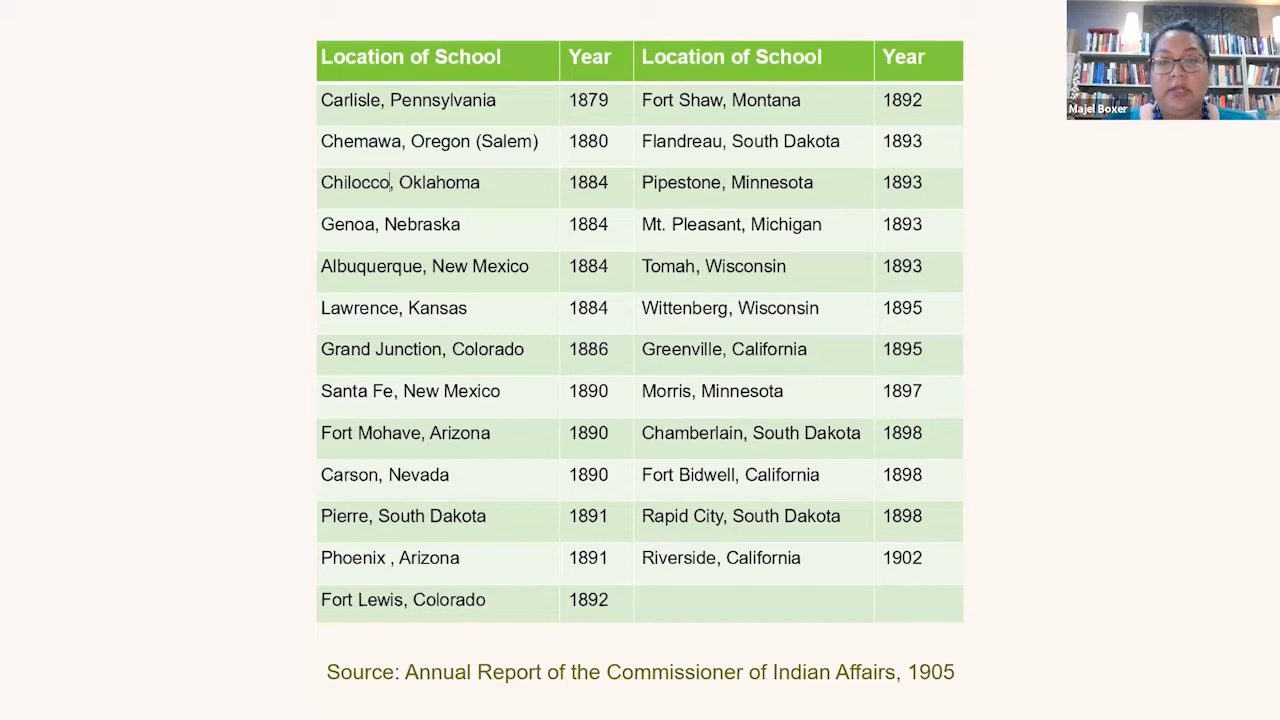 Location of School Year Location of School Year
Carlisle, Pennsylvania 1879 Fort Shaw, Montana 1892
Chemawa, Oregon (Salem) 1880 Flandreau, South Dakota 1893
Chilocco, Oklahoma 1884 Pipestone, Minnesota 1893
Genoa, Nebraska 1884 Mt. Pleasant, Michigan 1893
Albuquerque, New Mexico 1884 Tomah, Wisconsin 1893
Lawrence, Kansas 1884 Wittenberg, Wisconsin 1895
Grand Junction, Colorado 1886 Greenville, California 1895
Santa Fe, New Mexico 1890 Morris, Minnesota 1897
Fort Mohave, Arizona 1890 Chamberlain, South Dakota 1898
Carson, Nevada 1890 Fort Bidwell, California 1898
Pierre, South Dakota 1891 Rapid City, South Dakota 1898
Phoenix , Arizona 1891 Riverside, California 1902
Fort Lewis, Colorado 1892
Source: Annual Report of the Commissioner of Indian Affairs, 1905
Majel Boxer